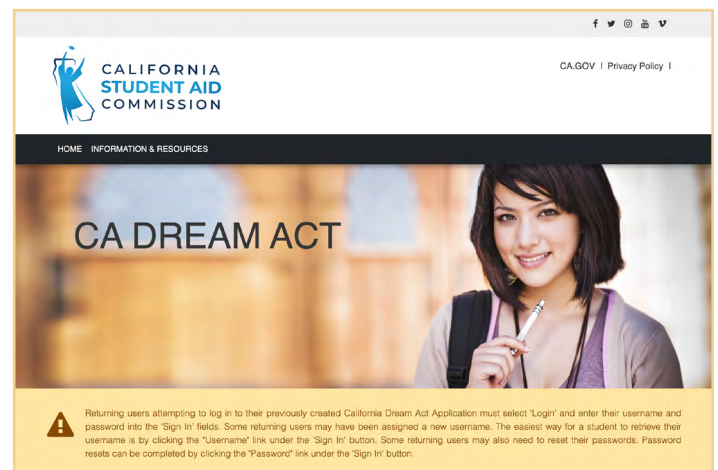 CA.GOV | Privacy Policy |
CALIFORNIA
STUDENT AID
COMMISSION
HOME INFORMATION & RESOURCES
CA DREAM ACT
Returning users attempting to log in to their previously created California Dream Act Application must select 'Login' and enter their username and
password into the 'Sign In' fields. Some returning users may have been assigned a new username. The easiest way for a student to retrieve their
username is by clicking the "Username" link under the 'Sign In' button. Some returning users may also need to reset their passwords. Password
resets can be completed by clicking the "Password" link under the 'Sign In' button.